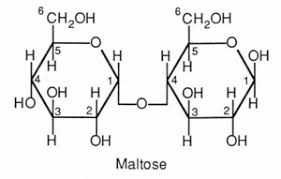 6 CH₂OH 6 CH₂OH
H 5 O H H 5 O OH
H H
4 1 4 1
OH H OH H H
HO 3 2 O 3 2
H OH H OH
Maltose